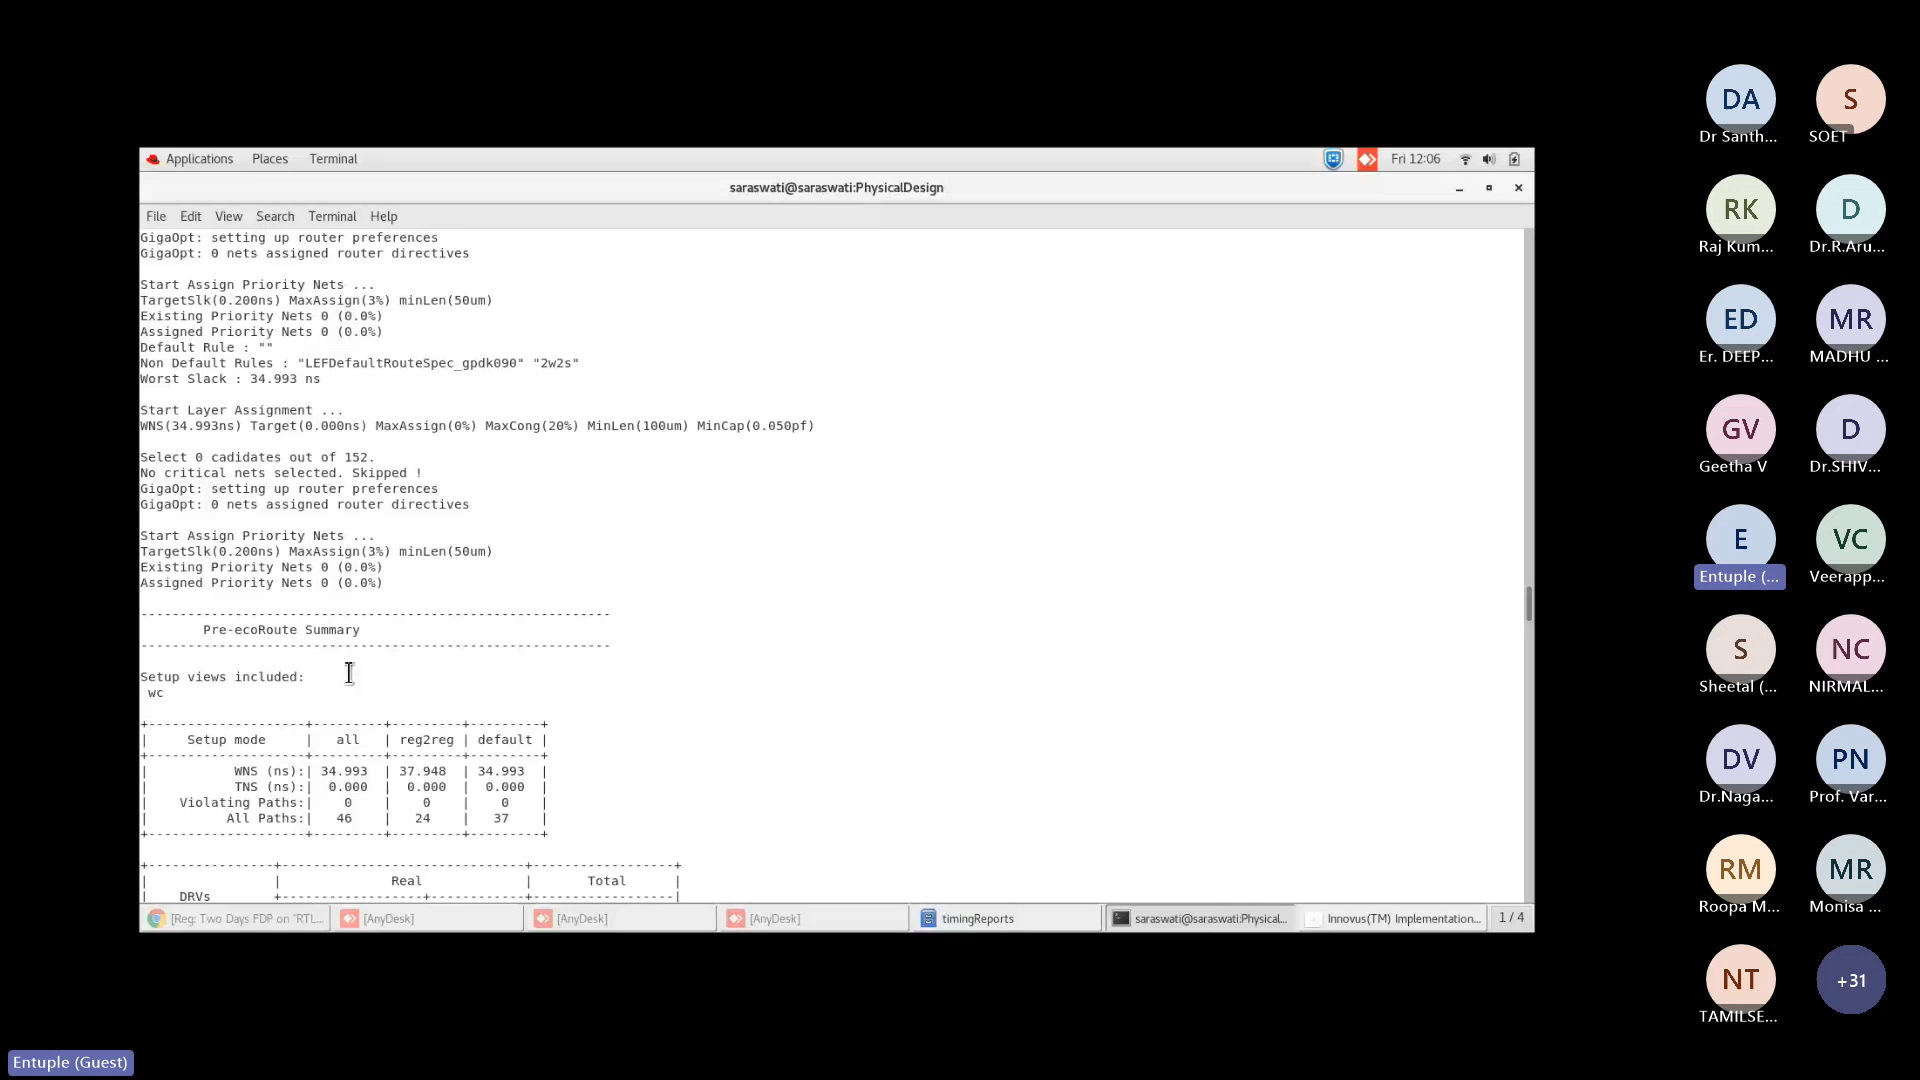 Applications Places Terminal Fri 12:06
saraswati@saraswati:PhysicalDesign
File Edit View Search Terminal Help
GigaOpt: setting up router preferences
GigaOpt: 0 nets assigned router directives
Start Assign Priority Nets ...
TargetSlk(0.200ns) MaxAssign(3%) minLen(50um)
Existing Priority Nets 0 (0.0%)
Assigned Priority Nets 0 (0.0%)
Default Rule : ""
Non Default Rules : "LEFDefaultRouteSpec_gpdk090" "2w2s"
Worst Slack : 34.993 ns
Start Layer Assignment ...
WNS(34.993ns) Target(0.000ns) MaxAssign(0%) MaxCong(20%) MinLen(100um) MinCap(0.050pf)
Select 0 cadidates out of 152.
No critical nets selected. Skipped !
GigaOpt: setting up router preferences
GigaOpt: 0 nets assigned router directives
Start Assign Priority Nets ...
TargetSlk(0.200ns) MaxAssign(3%) minLen(50um)
Existing Priority Nets 0 (0.0%)
Assigned Priority Nets 0 (0.0%)
------------------------------------------------------------
Pre-ecoRoute Summary
------------------------------------------------------------
Setup views included:
wc
+--------------------+---------+---------+---------+
| Setup mode | all | reg2reg | default |
+--------------------+---------+---------+---------+
| WNS (ns):| 34.993 | 37.948 | 34.993 |
| TNS (ns):| 0.000 | 0.000 | 0.000 |
| Violating Paths:| 0 | 0 | 0 |
| All Paths:| 46 | 24 | 37 |
+--------------------+---------+---------+---------+
+----------------+-------------------------------+------------------+
| | Real | Total |
| DRVs +------------------+------------+------------------|
[Reg: Two Days FDP on "RTL... [AnyDesk] [AnyDesk] [AnyDesk] timingReports saraswati@saraswati:Physical... Innovus(TM) Implementation... 1 / 4
DA S
Dr Santh... SOET
RK D
Raj Kum... Dr.R.Aru...
ED MR
Er. DEEP... MADHU ...
GV D
Geetha V Dr.SHIV...
E VC
Entuple (... Veerapp...
S NC
Sheetal (... NIRMAL...
DV PN
Dr.Naga... Prof. Var...
RM MR
Roopa M... Monisa ...
NT +31
TAMILSE...
Entuple (Guest)